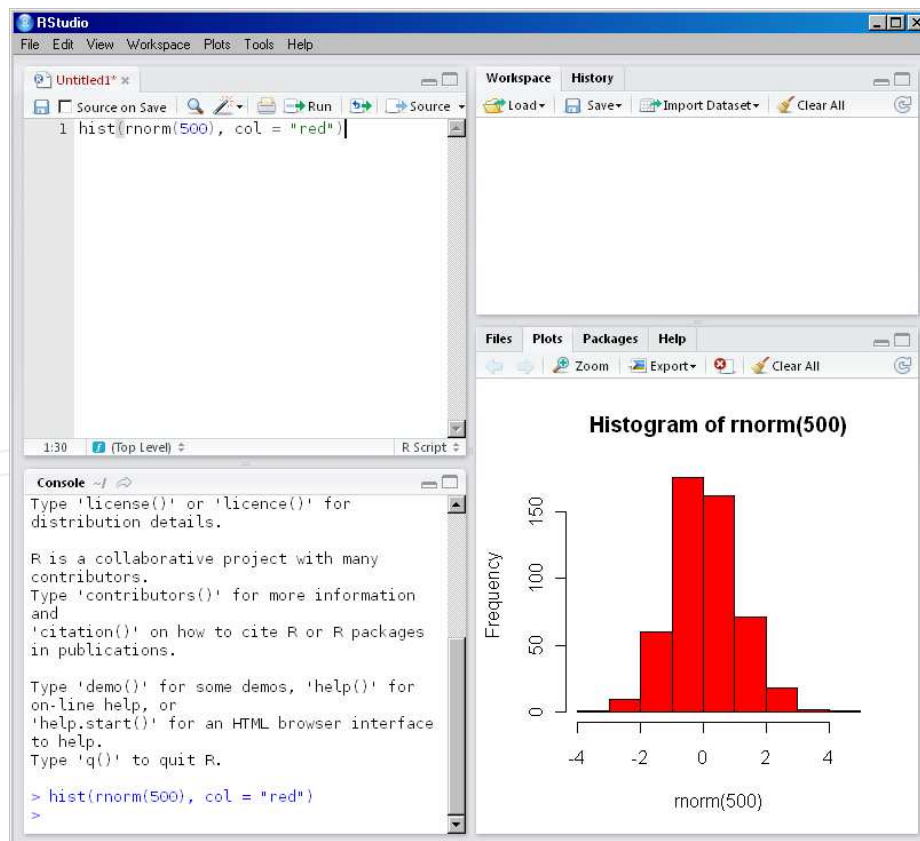 RStudio
File Edit View Workspace Plots Tools Help
Untitled1*
Source on Save Run Source
1 hist(rnorm(500), col = "red")
1:30 (Top Level) R Script
Console ~/
Type 'license()' or 'licence()' for
distribution details.
R is a collaborative project with many
contributors.
Type 'contributors()' for more information
and
'citation()' on how to cite R or R packages
in publications.
Type 'demo()' for some demos, 'help()' for
on-line help, or
'help.start()' for an HTML browser interface
to help.
Type 'q()' to quit R.
> hist(rnorm(500), col = "red")
>
Workspace History
Load Save Import Dataset Clear All
Files Plots Packages Help
Zoom Export Clear All
Histogram of rnorm(500)
Frequency
150
100
50
0
-4 -2 0 2 4
rnorm(500)